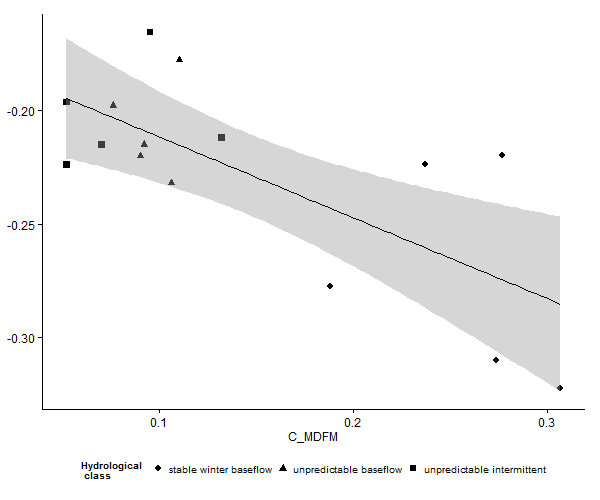 -0.20
-0.25
-0.30
0.1 0.2 0.3
C_MDFM
Hydrological
class
stable winter baseflow unpredictable baseflow unpredictable intermittent